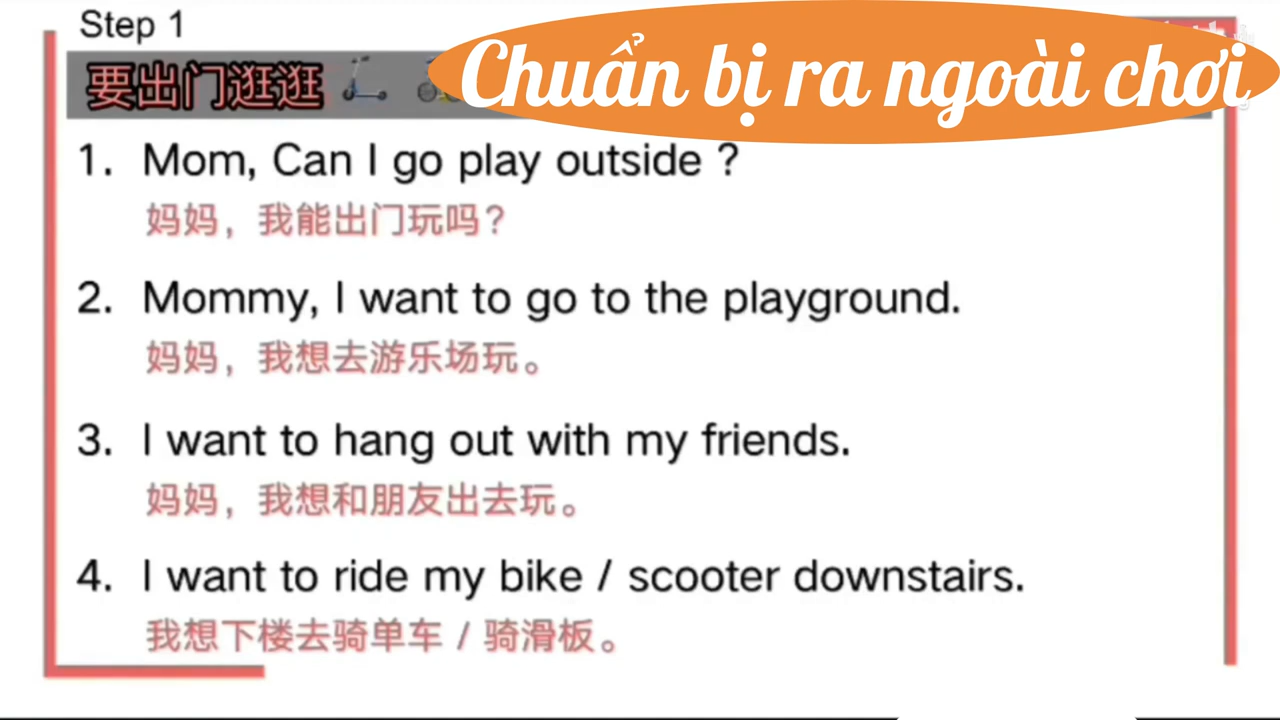 Step 1
要出门逛逛
Chuẩn bị ra ngoài chơi
1. Mom, Can I go play outside ?
妈妈，我能出门玩吗？
2. Mommy, I want to go to the playground.
妈妈，我想去游乐场玩。
3. I want to hang out with my friends.
妈妈，我想和朋友出去玩。
4. I want to ride my bike / scooter downstairs.
我想下楼去骑单车 / 骑滑板。